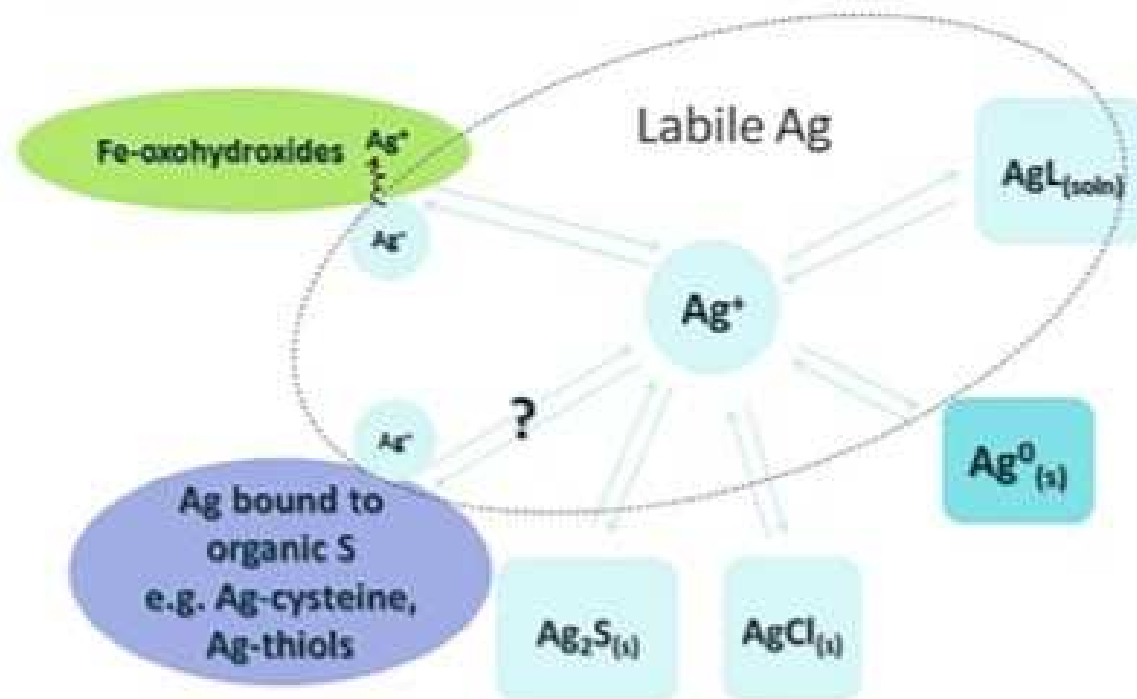 Labile Ag
Fe-oxohydroxides Ag⁺
AgL(soln)
Ag⁺
Ag⁺
?
Ag⁺
Ag⁰(s)
Ag bound to
organic S
e.g. Ag-cysteine,
Ag-thiols
Ag₂S(s)
AgCl(s)